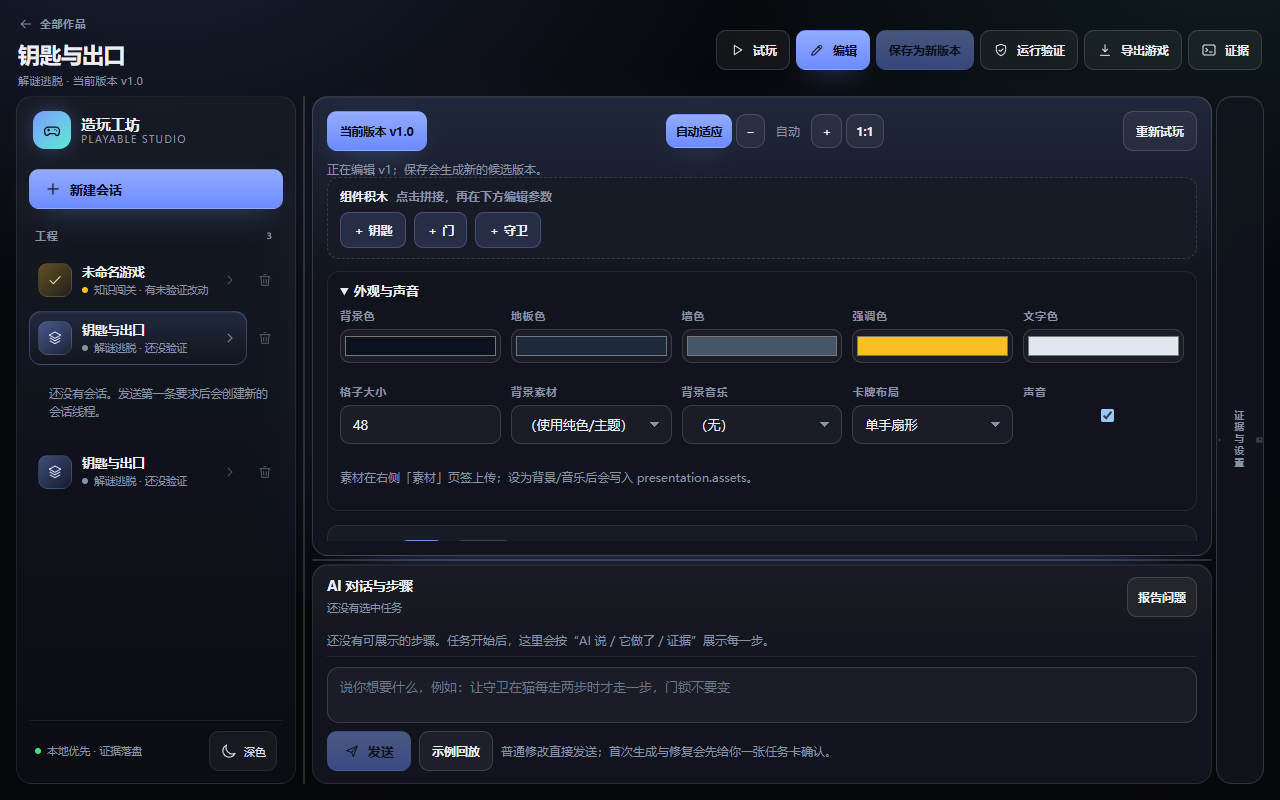 全部作品
钥匙与出口
解谜逃脱 · 当前版本 v1.0
试玩
编辑
保存为新版本
运行验证
导出游戏
证据
造玩工坊
PLAYABLE STUDIO
新建会话
工程
3
未命名游戏
知识闯关 · 有未验证改动
钥匙与出口
解谜逃脱 · 还没验证
还没有会话。发送第一条要求后会创建新的
会话线程。
钥匙与出口
解谜逃脱 · 还没验证
本地优先 · 证据落盘
深色
当前版本 v1.0
自动适应
−
自动
+
1:1
重新试玩
正在编辑 v1；保存会生成新的候选版本。
组件积木 点击拼接，再在下方编辑参数
+ 钥匙
+ 门
+ 守卫
▼ 外观与声音
背景色
地板色
墙色
强调色
文字色
格子大小
背景素材
背景音乐
卡牌布局
声音
48
(使用纯色/主题)
(无)
单手扇形
素材在右侧「素材」页签上传；设为背景/音乐后会写入 presentation.assets。
AI 对话与步骤
还没有选中任务
报告问题
还没有可展示的步骤。任务开始后，这里会按“AI 说 / 它做了 / 证据”展示每一步。
说你想要什么，例如：让守卫在猫每走两步时才走一步，门锁不要变
发送
示例回放
普通修改直接发送；首次生成与修复会先给你一张任务卡确认。
证据与设置